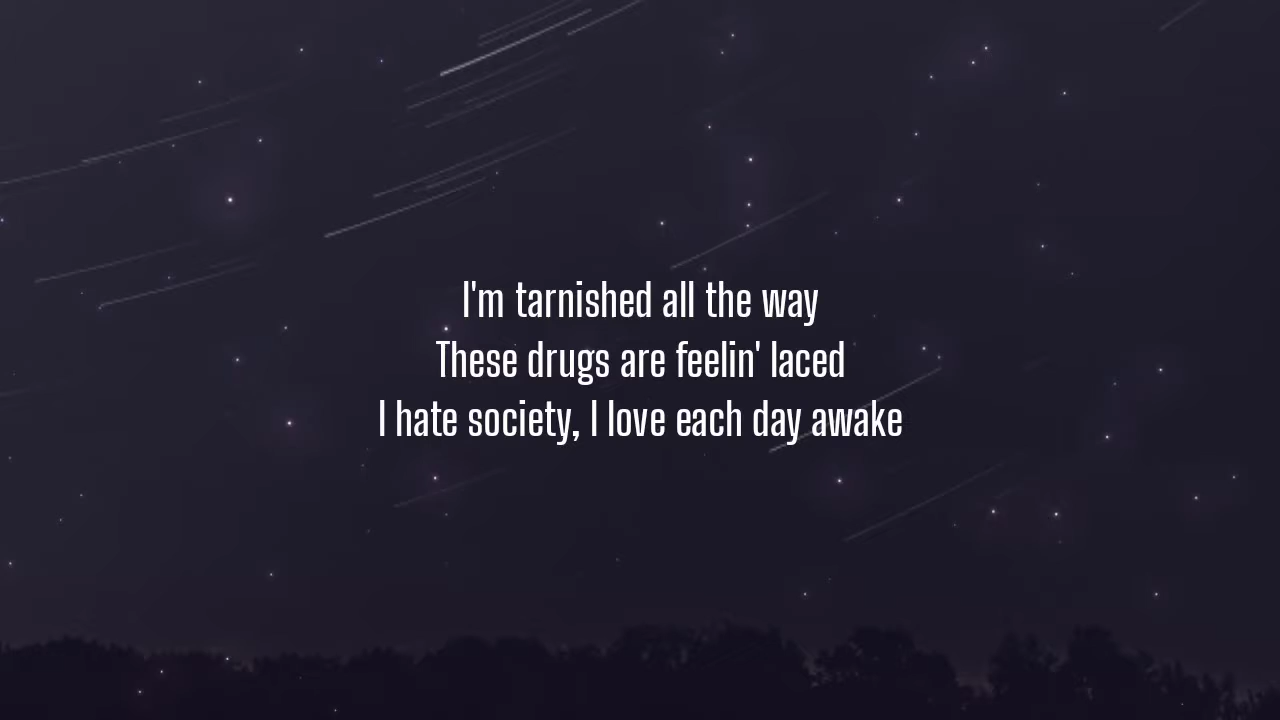 I'm tarnished all the way
These drugs are feelin' laced
I hate society, I love each day awake